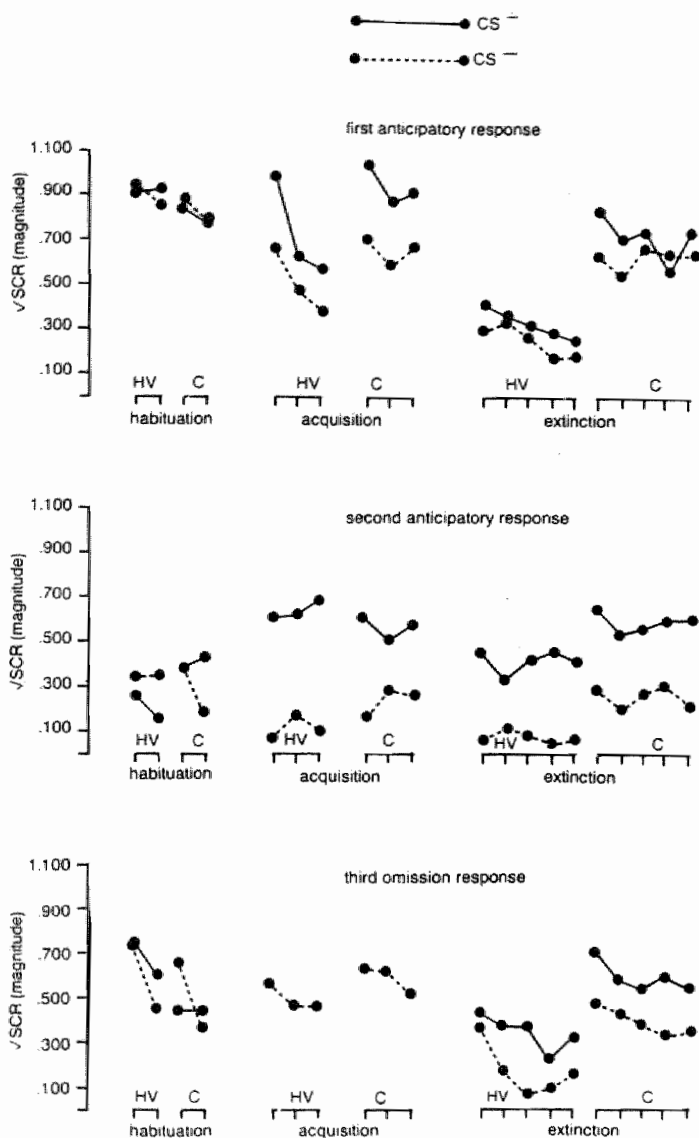 CS —
CS —
first anticipatory response
√SCR (magnitude)
1.100
.900
.700
.500
.300
.100
HV C HV C HV C
habituation acquisition extinction
second anticipatory response
√SCR (magnitude)
1.100
.900
.700
.500
.300
.100
HV C HV C HV C
habituation acquisition extinction
third omission response
√SCR (magnitude)
1.100
.900
.700
.500
.300
.100
HV C HV C HV C
habituation acquisition extinction